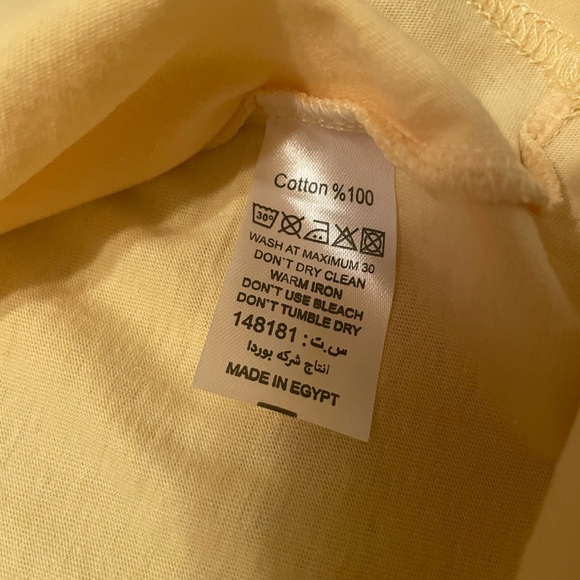 Cotton %100
30°
WASH AT MAXIMUM 30
DON`T DRY CLEAN
WARM IRON
DON`T USE BLEACH
DON`T TUMBLE DRY
س.ت : 148181
انتاج شركه بوردا
MADE IN EGYPT